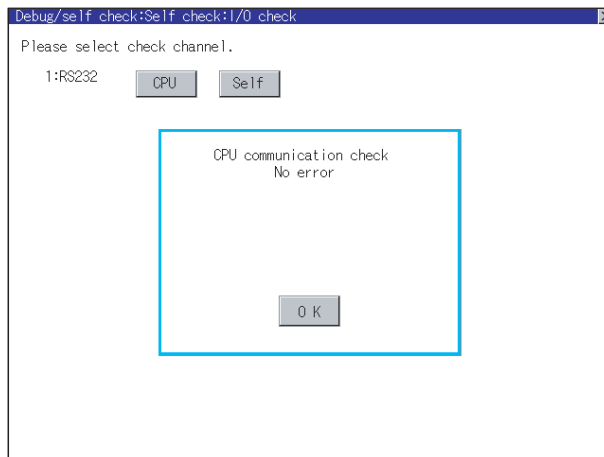 Debug/self check:Self check:I/O check
Please select check channel.
1:RS232 CPU Self
CPU communication check
No error
O K